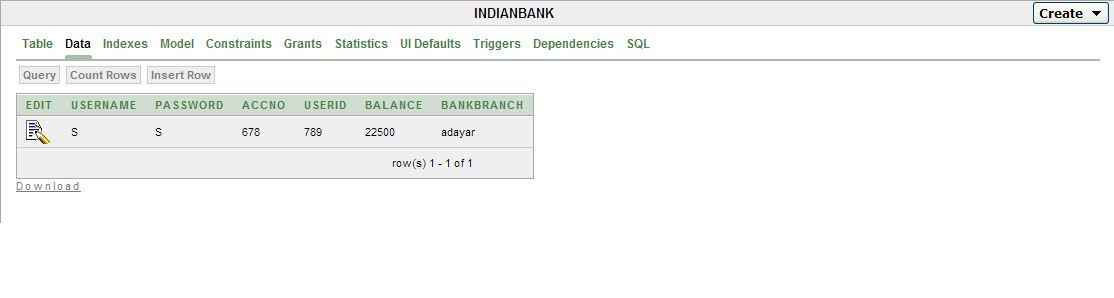 INDIANBANK
Create
Table Data Indexes Model Constraints Grants Statistics UI Defaults Triggers Dependencies SQL
Query Count Rows Insert Row
EDIT USERNAME PASSWORD ACCNO USERID BALANCE BANKBRANCH
S S 678 789 22500 adayar
row(s) 1 - 1 of 1
Download